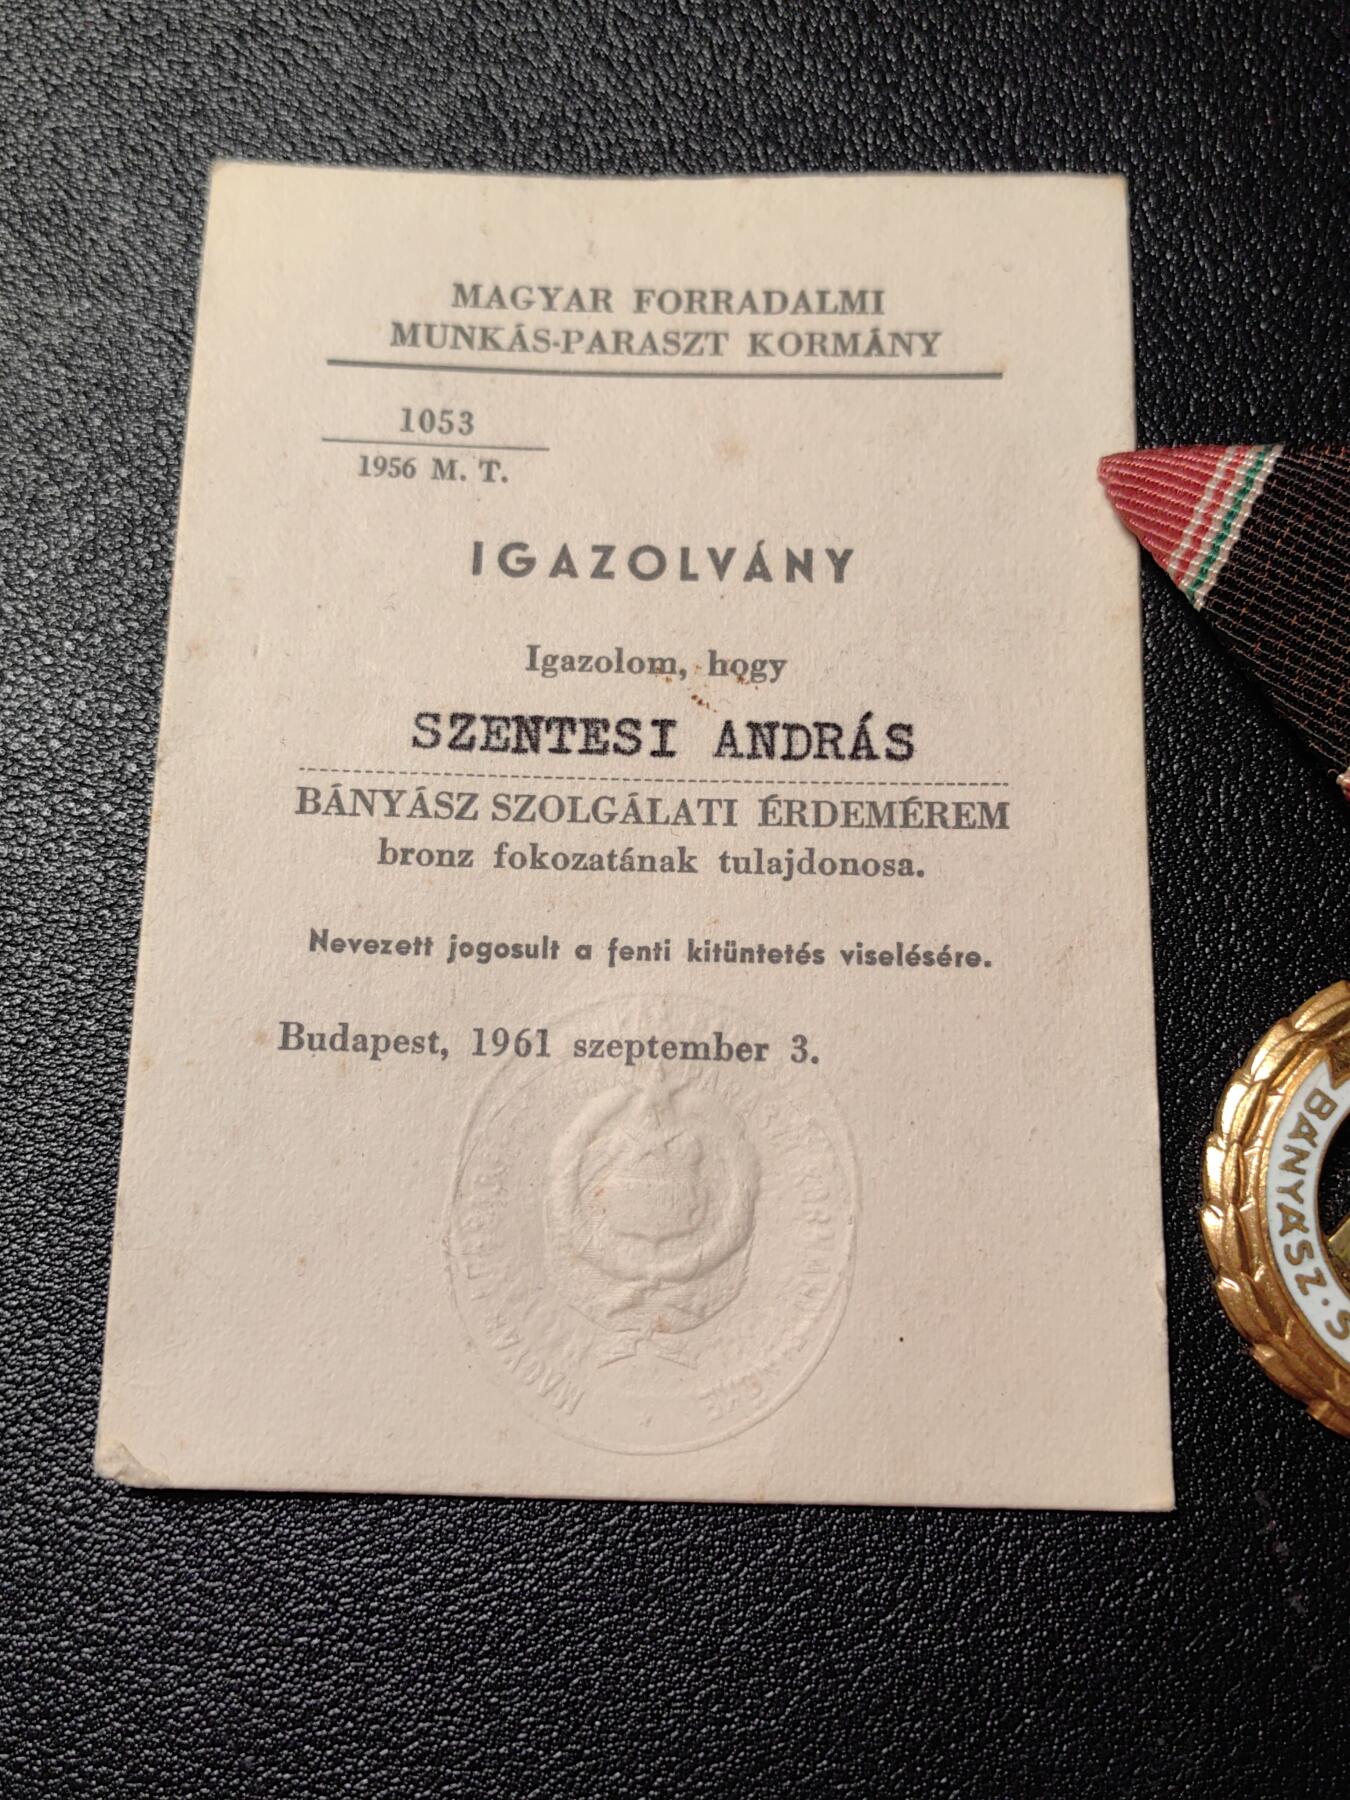 MAGYAR FORRADALMI
MUNKÁS-PARASZT KORMÁNY
1053
1956 M. T.
IGAZOLVÁNY
Igazolom, hogy
SZENTESI ANDRÁS
BÁNYÁSZ SZOLGÁLATI ÉRDEMÉREM
bronz fokozatának tulajdonosa.
Nevezett jogosult a fenti kitüntetés viselésére.
Budapest, 1961 szeptember 3.
BÁNYÁSZ·S